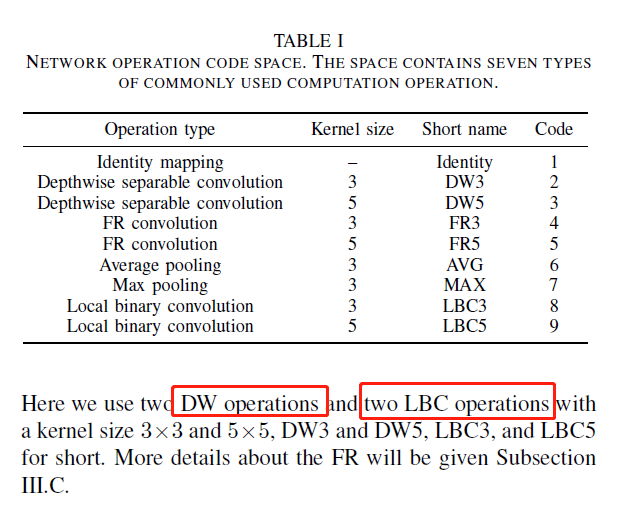 TABLE I
NETWORK OPERATION CODE SPACE. THE SPACE CONTAINS SEVEN TYPES
OF COMMONLY USED COMPUTATION OPERATION.
Operation type Kernel size Short name Code
Identity mapping – Identity 1
Depthwise separable convolution 3 DW3 2
Depthwise separable convolution 5 DW5 3
FR convolution 3 FR3 4
FR convolution 5 FR5 5
Average pooling 3 AVG 6
Max pooling 3 MAX 7
Local binary convolution 3 LBC3 8
Local binary convolution 5 LBC5 9
Here we use two DW operations and two LBC operations with
a kernel size 3×3 and 5×5, DW3 and DW5, LBC3, and LBC5
for short. More details about the FR will be given Subsection
III.C.